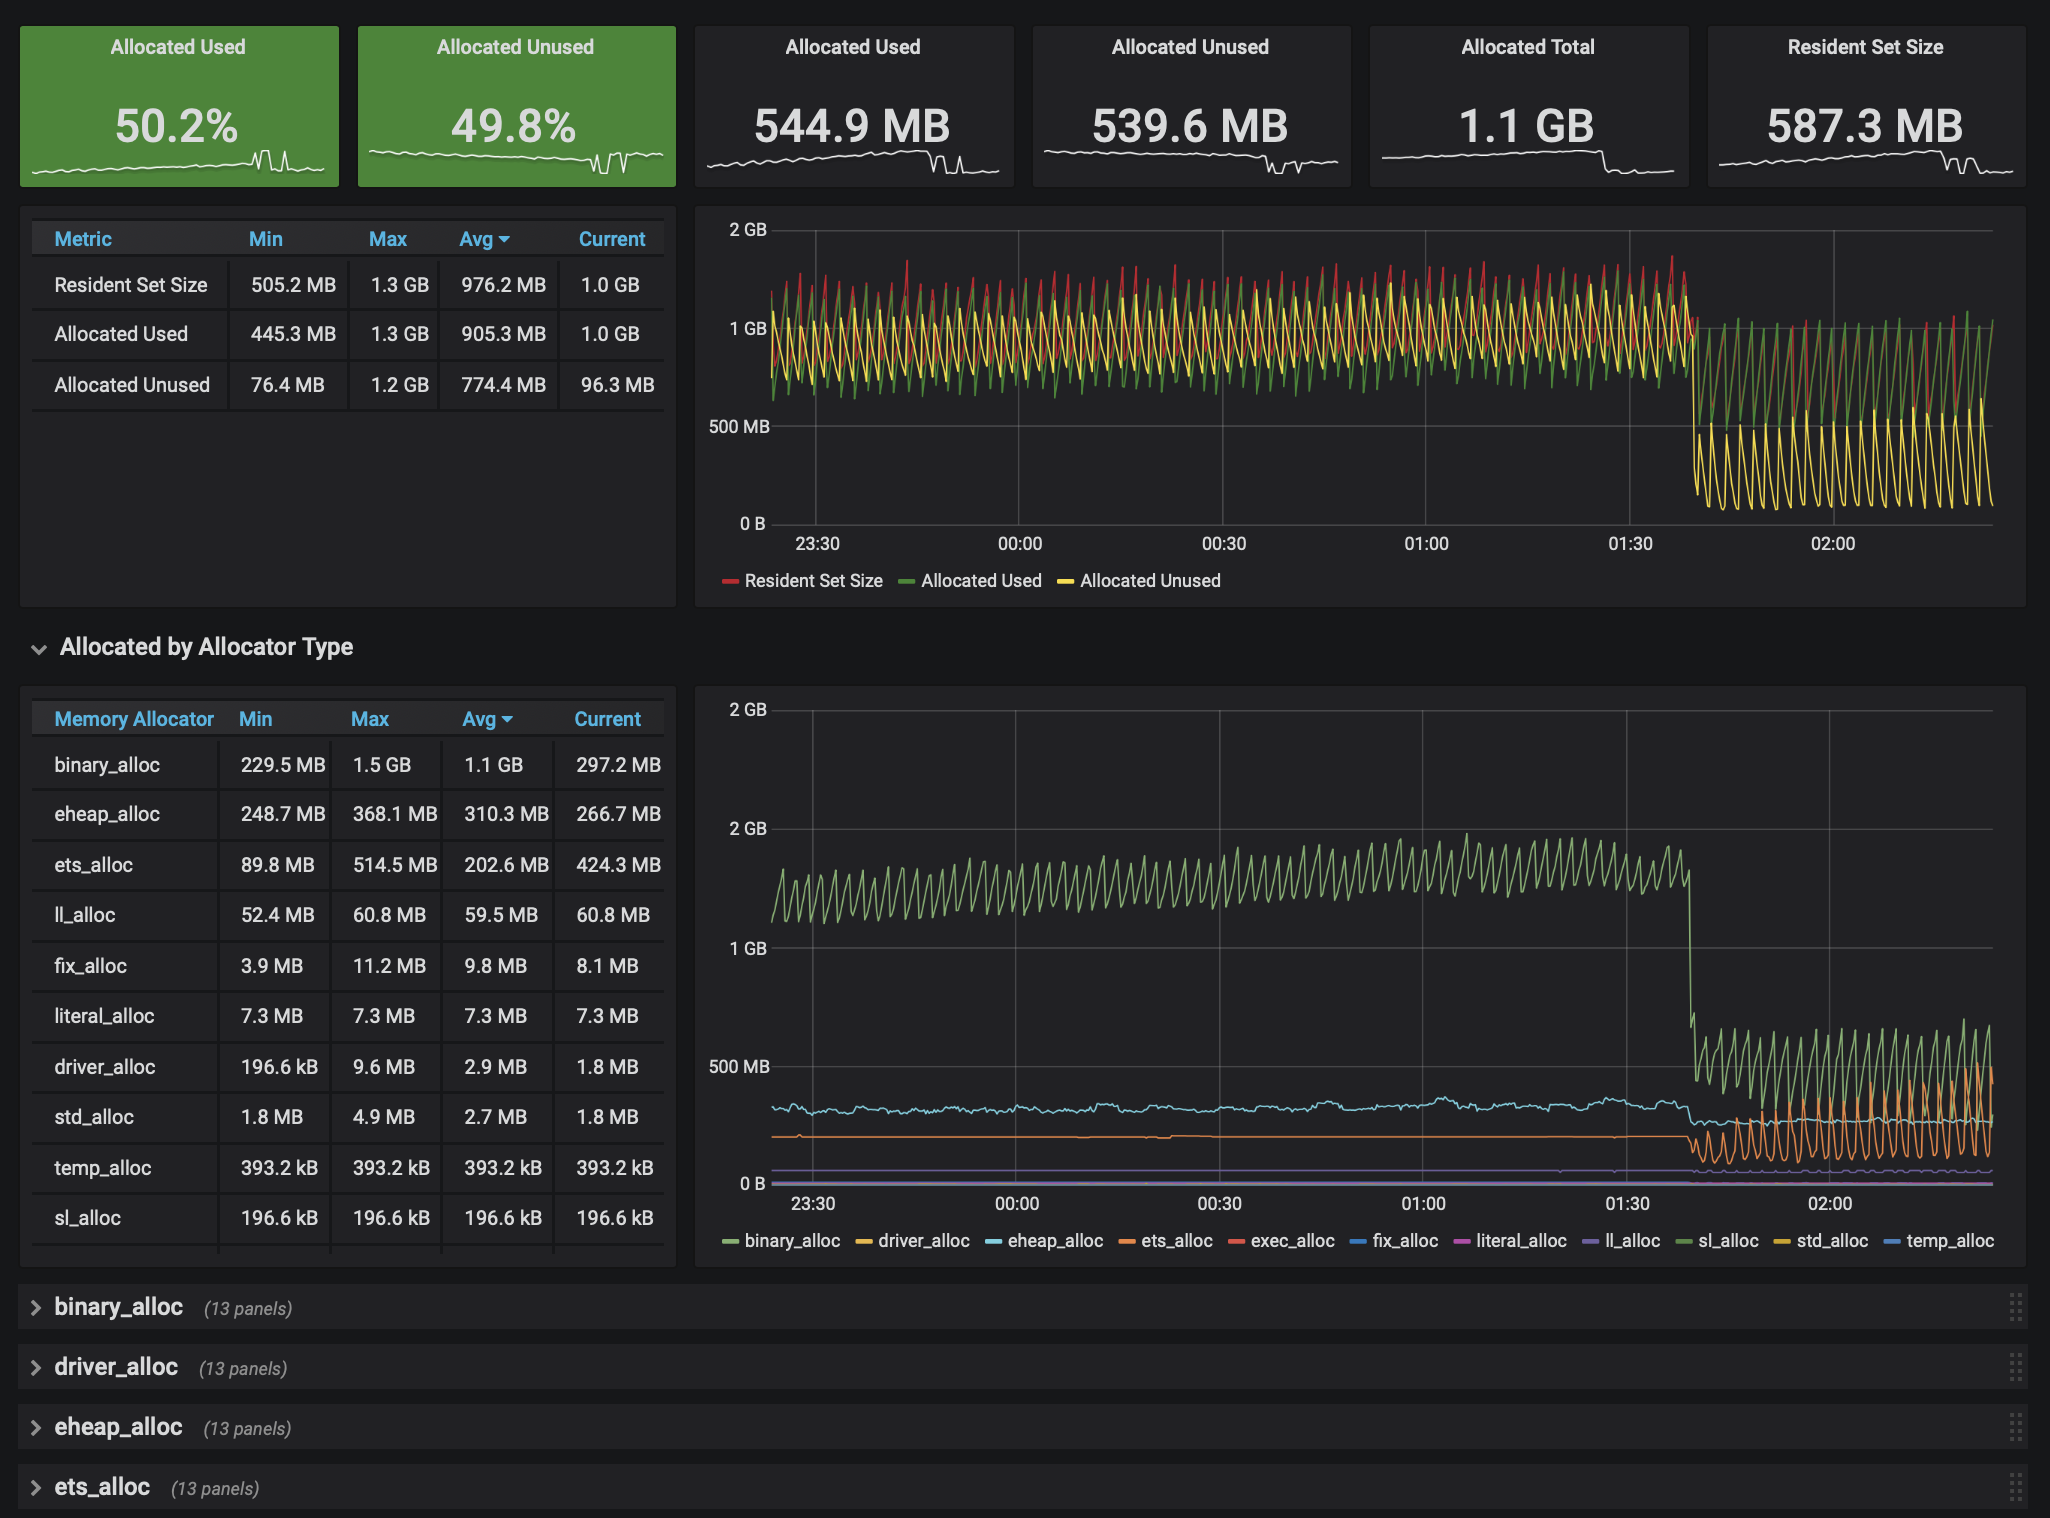 Allocated Used
Allocated Unused
Allocated Used
Allocated Unused
Allocated Total
Resident Set Size
50.2%
49.8%
544.9 MB
539.6 MB
1.1 GB
587.3 MB
Metric Min Max Avg Current
Resident Set Size 505.2 MB 1.3 GB 976.2 MB 1.0 GB
Allocated Used 445.3 MB 1.3 GB 905.3 MB 1.0 GB
Allocated Unused 76.4 MB 1.2 GB 774.4 MB 96.3 MB
2 GB
1 GB
500 MB
0 B
23:30 00:00 00:30 01:00 01:30 02:00
Resident Set Size Allocated Used Allocated Unused
Allocated by Allocator Type
Memory Allocator Min Max Avg Current
binary_alloc 229.5 MB 1.5 GB 1.1 GB 297.2 MB
eheap_alloc 248.7 MB 368.1 MB 310.3 MB 266.7 MB
ets_alloc 89.8 MB 514.5 MB 202.6 MB 424.3 MB
ll_alloc 52.4 MB 60.8 MB 59.5 MB 60.8 MB
fix_alloc 3.9 MB 11.2 MB 9.8 MB 8.1 MB
literal_alloc 7.3 MB 7.3 MB 7.3 MB 7.3 MB
driver_alloc 196.6 kB 9.6 MB 2.9 MB 1.8 MB
std_alloc 1.8 MB 4.9 MB 2.7 MB 1.8 MB
temp_alloc 393.2 kB 393.2 kB 393.2 kB 393.2 kB
sl_alloc 196.6 kB 196.6 kB 196.6 kB 196.6 kB
2 GB
2 GB
1 GB
500 MB
0 B
23:30 00:00 00:30 01:00 01:30 02:00
binary_alloc driver_alloc eheap_alloc ets_alloc exec_alloc fix_alloc literal_alloc ll_alloc sl_alloc std_alloc temp_alloc
binary_alloc (13 panels)
driver_alloc (13 panels)
eheap_alloc (13 panels)
ets_alloc (13 panels)